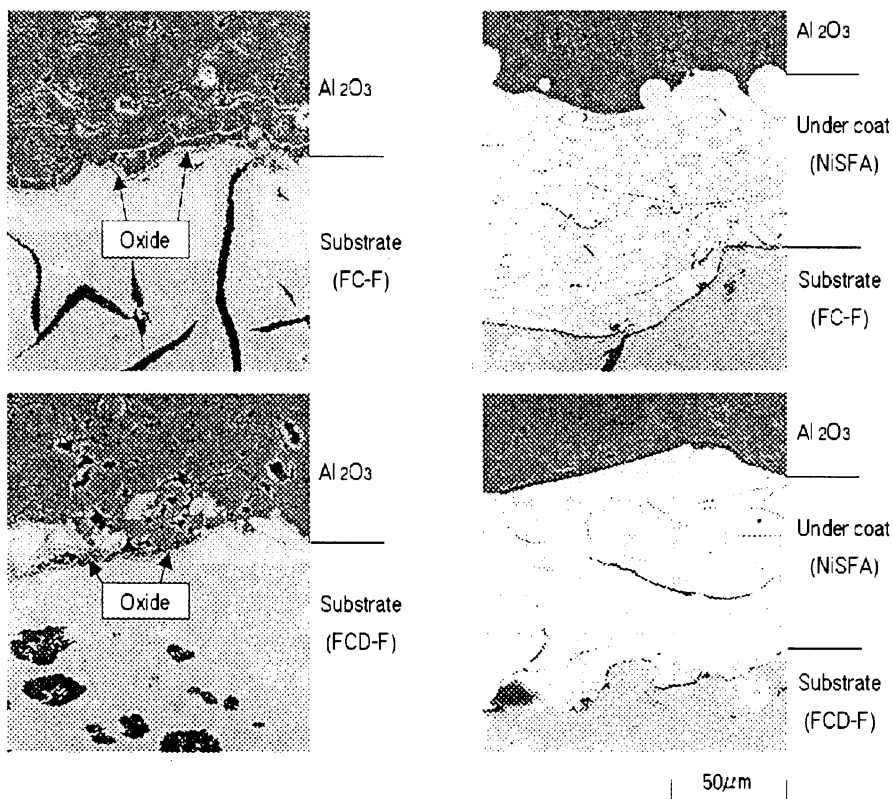 Al₂O₃
Oxide
Substrate
(FC-F)
Al₂O₃
Under coat
(NiSFA)
Substrate
(FC-F)
Al₂O₃
Oxide
Substrate
(FCD-F)
Al₂O₃
Under coat
(NiSFA)
Substrate
(FCD-F)
50μm